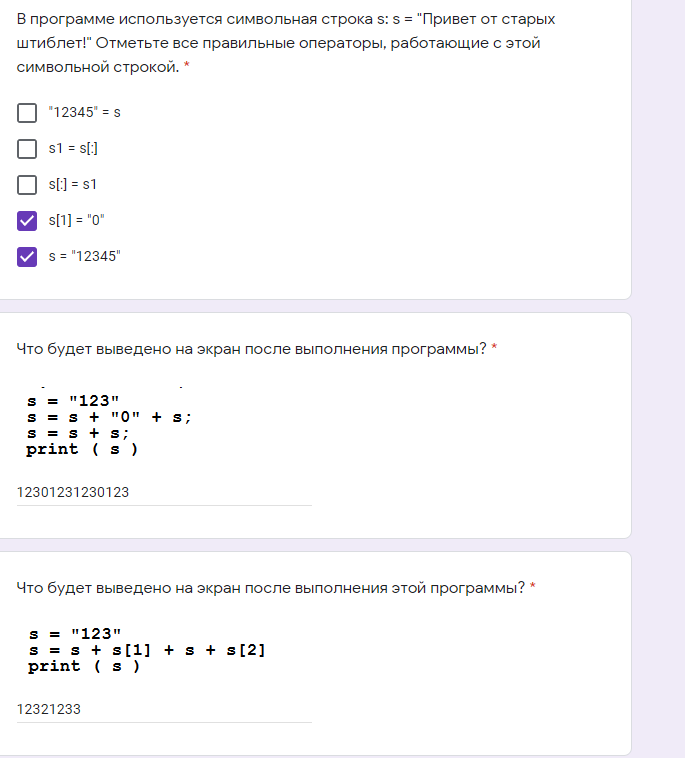 В программе используется символьная строка s: s = "Привет от старых
штиблет!" Отметьте все правильные операторы, работающие с этой
символьной строкой. *
"12345" = s
s1 = s[:]
s[:] = s1
s[1] = "0"
s = "12345"
Что будет выведено на экран после выполнения программы? *
s = "123"
s = s + "0" + s;
s = s + s;
print ( s )
12301231230123
Что будет выведено на экран после выполнения этой программы? *
s = "123"
s = s + s[1] + s + s[2]
print ( s )
12321233